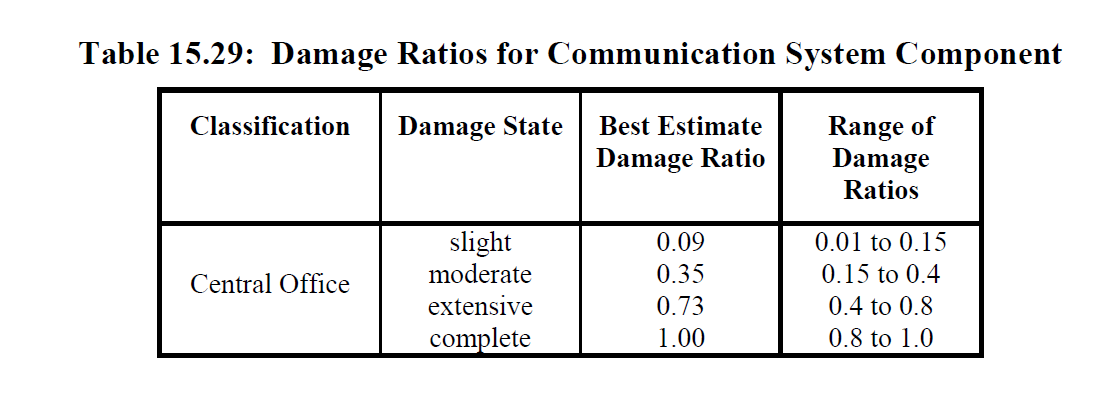 Table 15.29: Damage Ratios for Communication System Component
Classification Damage State Best Estimate Damage Ratio Range of Damage Ratios
slight 0.09 0.01 to 0.15
Central Office moderate 0.35 0.15 to 0.4
extensive 0.73 0.4 to 0.8
complete 1.00 0.8 to 1.0